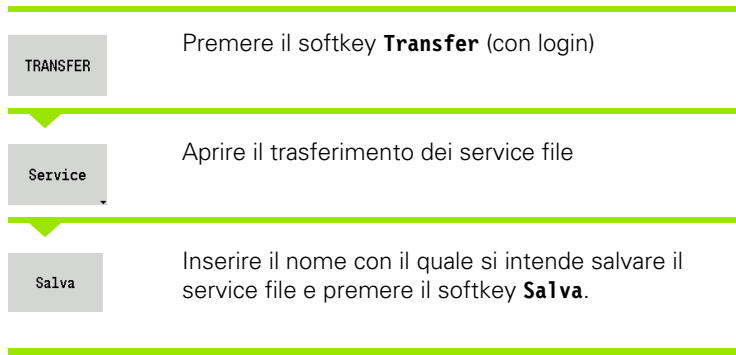 TRANSFER
Premere il softkey Transfer (con login)
Service
Aprire il trasferimento dei service file
Salva
Inserire il nome con il quale si intende salvare il
service file e premere il softkey Salva.